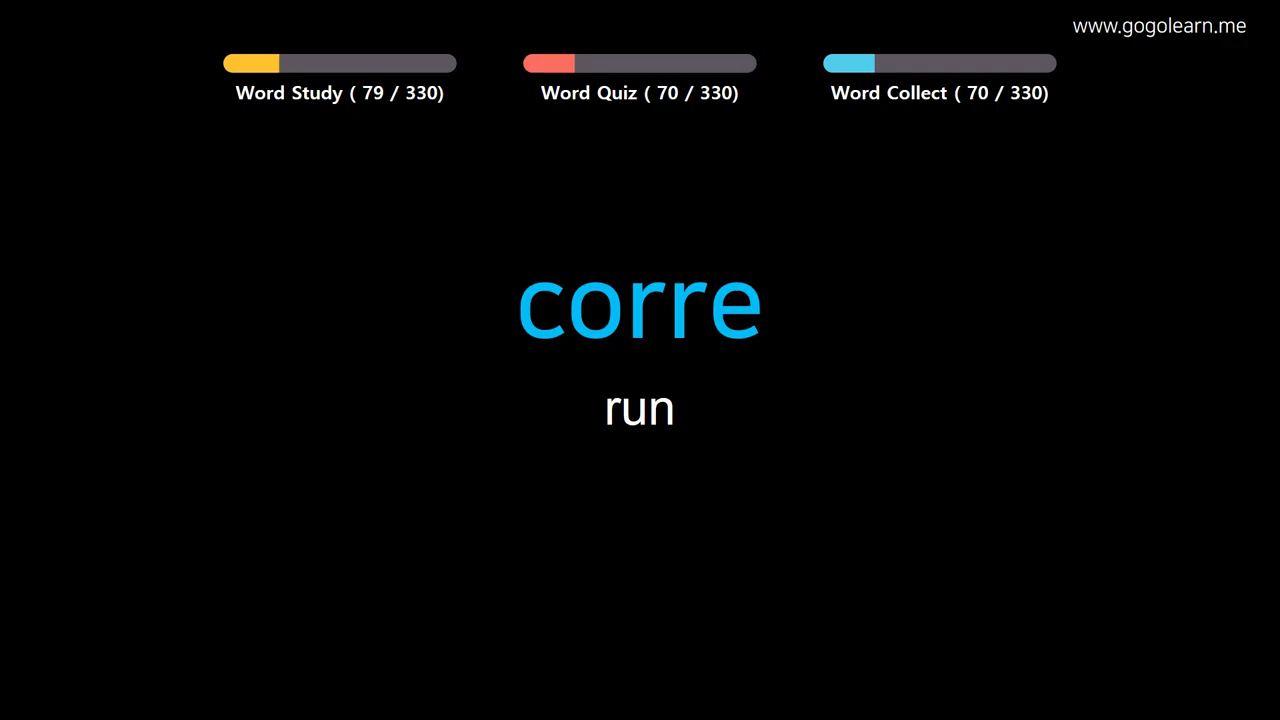 www.gogolearn.me
Word Study ( 79 / 330)
Word Quiz ( 70 / 330)
Word Collect ( 70 / 330)
corre
run